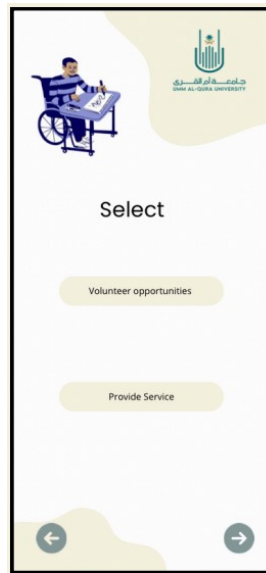 جامعة أم القرى
UMM AL-QURA UNIVERSITY
Select
Volunteer opportunities
Provide Service